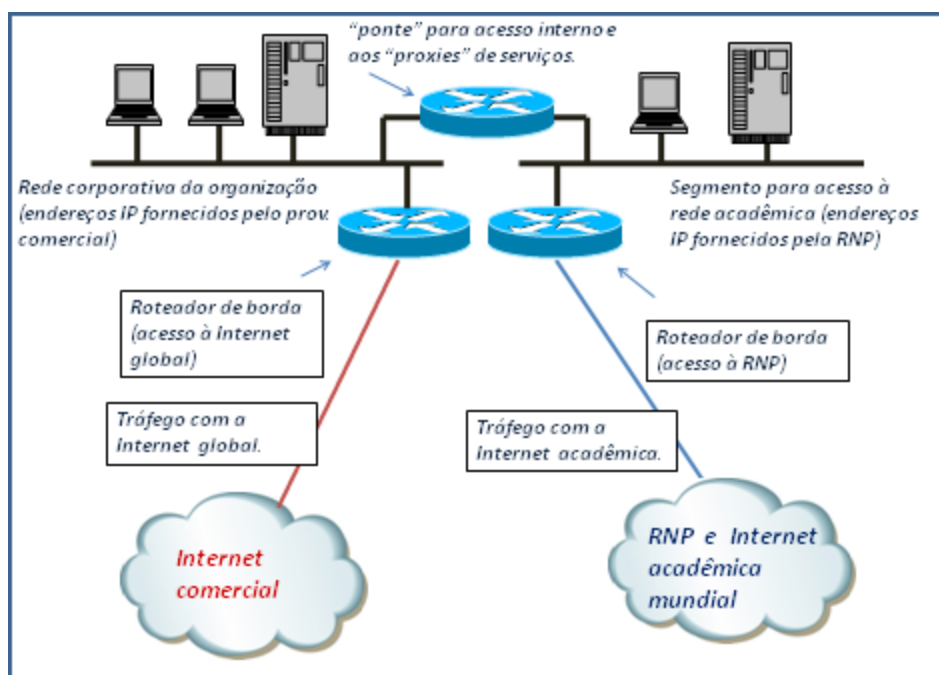 “ponte” para acesso interno e
aos “proxies” de serviços.
Rede corporativa da organização
(endereços IP fornecidos pelo prov.
comercial)
Segmento para acesso à
rede acadêmica (endereços
IP fornecidos pela RNP)
Roteador de borda
(acesso à Internet
global)
Roteador de borda
(acesso à RNP)
Tráfego com a
Internet global.
Tráfego com a
Internet acadêmica.
Internet
comercial
RNP e Internet
acadêmica
mundial